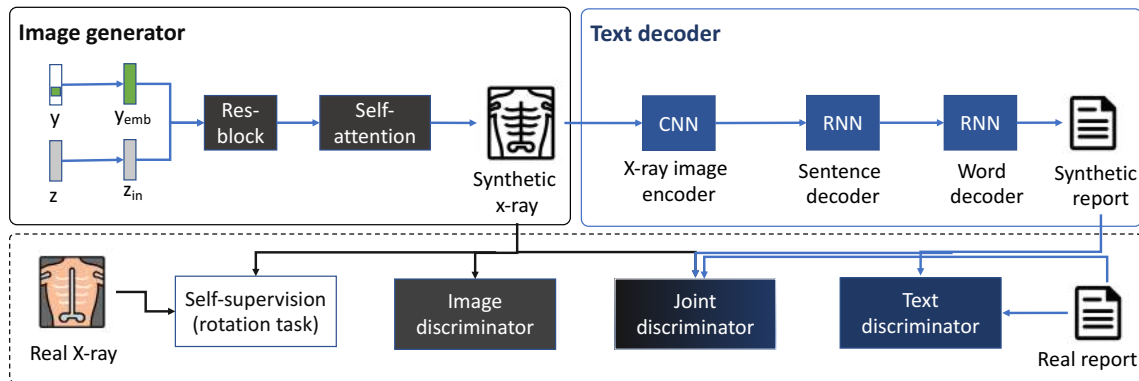 Image generator
Text decoder
y
y_emb
z
z_in
Res-
block
Self-
attention
Synthetic
x-ray
CNN
X-ray image
encoder
RNN
Sentence
decoder
RNN
Word
decoder
Synthetic
report
Real X-ray
Self-supervision
(rotation task)
Image
discriminator
Joint
discriminator
Text
discriminator
Real report